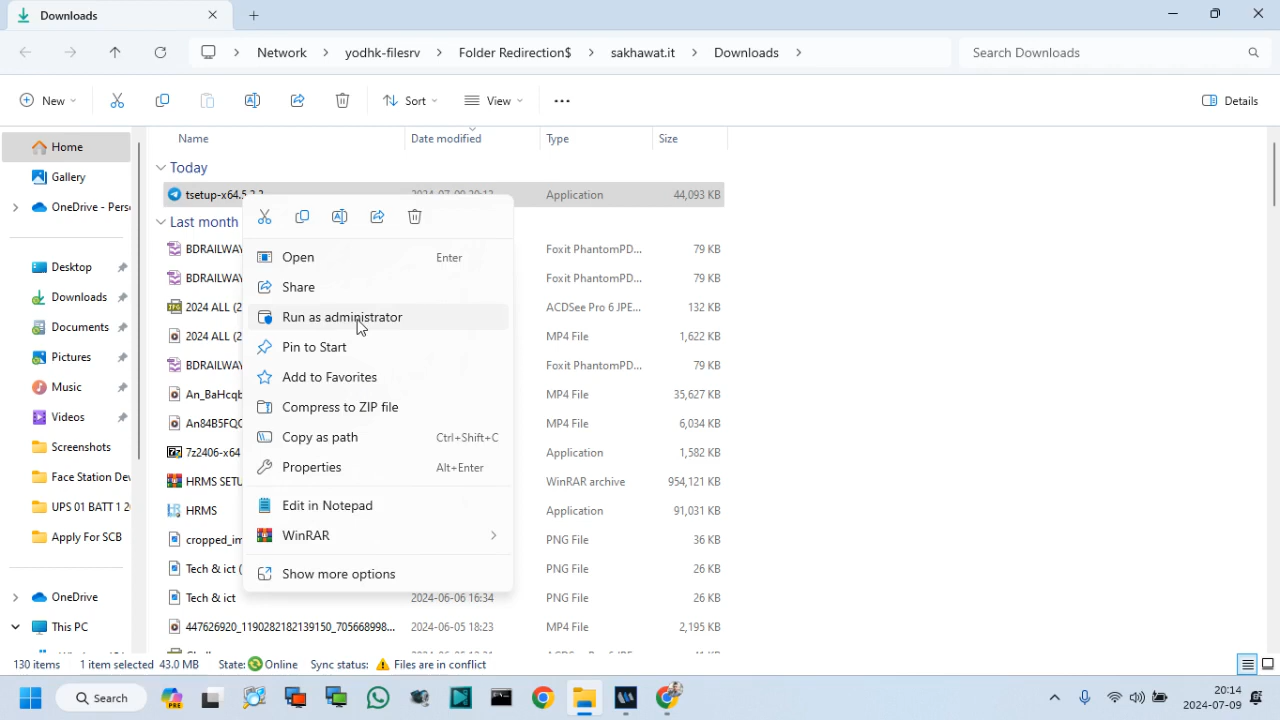 Downloads
Network > yodhk-filesrv > Folder Redirection$ > sakhawat.it > Downloads >
Search Downloads
New
Sort
View
Details
Home
Gallery
OneDrive - Pers
Desktop
Downloads
Documents
Pictures
Music
Videos
Screenshots
Face Station Dev
UPS 01 BATT 1 20
Apply For SCB
OneDrive
This PC
Name Date modified Type Size
Today
tsetup-x64.5.2.2 Application 44,093 KB
Last month
BDRAILWAY Foxit PhantomPD... 79 KB
BDRAILWAY Foxit PhantomPD... 79 KB
2024 ALL (2 ACDSee Pro 6 JPE... 132 KB
2024 ALL (2 MP4 File 1,622 KB
BDRAILWAY Foxit PhantomPD... 79 KB
An_BaHcqb MP4 File 35,627 KB
An84B5FQC MP4 File 6,034 KB
7z2406-x64 Application 1,582 KB
HRMS SETU WinRAR archive 954,121 KB
HRMS Application 91,031 KB
cropped_im PNG File 36 KB
Tech & ict ( PNG File 26 KB
Tech & ict 2024-06-06 16:34 PNG File 26 KB
447626920_1190282182139150_705668998... 2024-06-05 18:23 MP4 File 2,195 KB
Open Enter
Share
Run as administrator
Pin to Start
Add to Favorites
Compress to ZIP file
Copy as path Ctrl+Shift+C
Properties Alt+Enter
Edit in Notepad
WinRAR
Show more options
130 items 1 item selected 43.0 MB State: Online Sync status: Files are in conflict
Search
PRE
20:14
2024-07-09